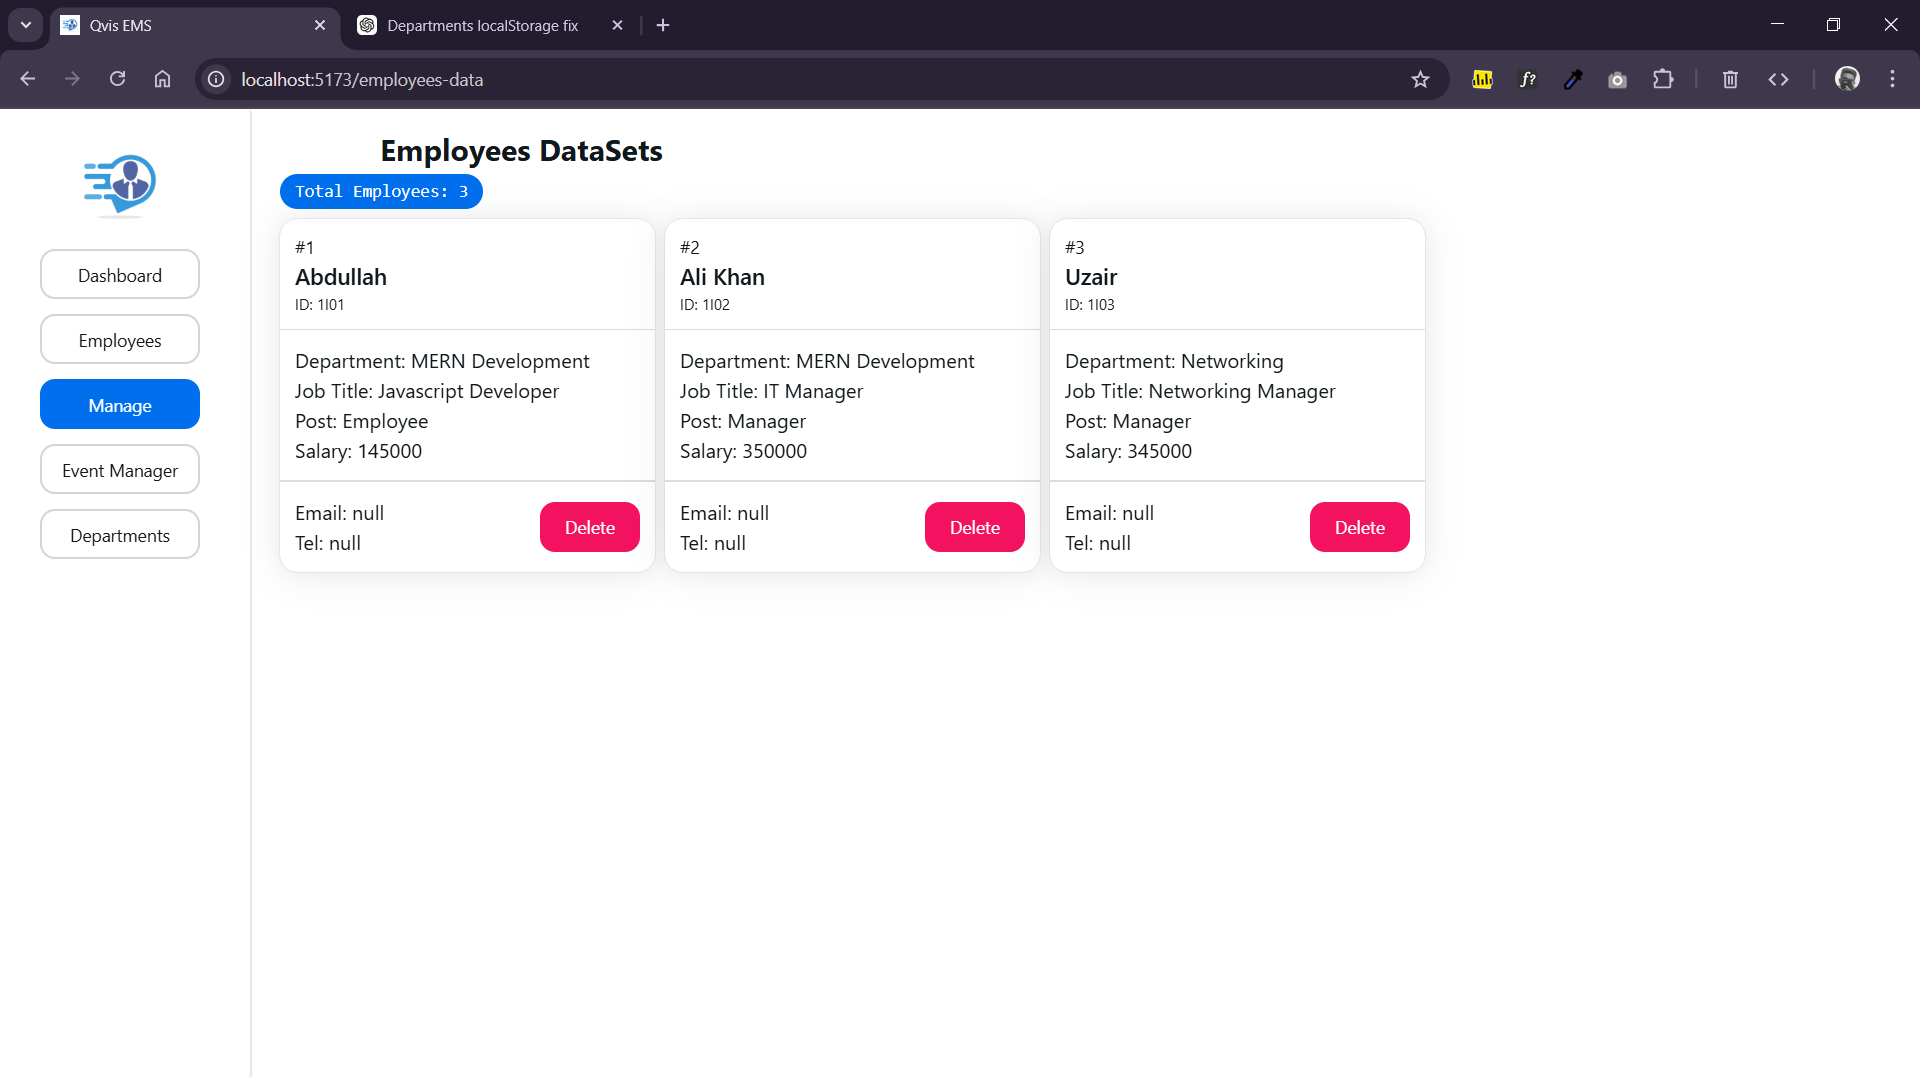 Qvis EMS
Departments localStorage fix
localhost:5173/employees-data
f?
Dashboard
Employees
Manage
Event Manager
Departments
Employees DataSets
Total Employees: 3
#1
Abdullah
ID: 1I01
Department: MERN Development
Job Title: Javascript Developer
Post: Employee
Salary: 145000
Email: null
Tel: null
Delete
#2
Ali Khan
ID: 1I02
Department: MERN Development
Job Title: IT Manager
Post: Manager
Salary: 350000
Email: null
Tel: null
Delete
#3
Uzair
ID: 1I03
Department: Networking
Job Title: Networking Manager
Post: Manager
Salary: 345000
Email: null
Tel: null
Delete